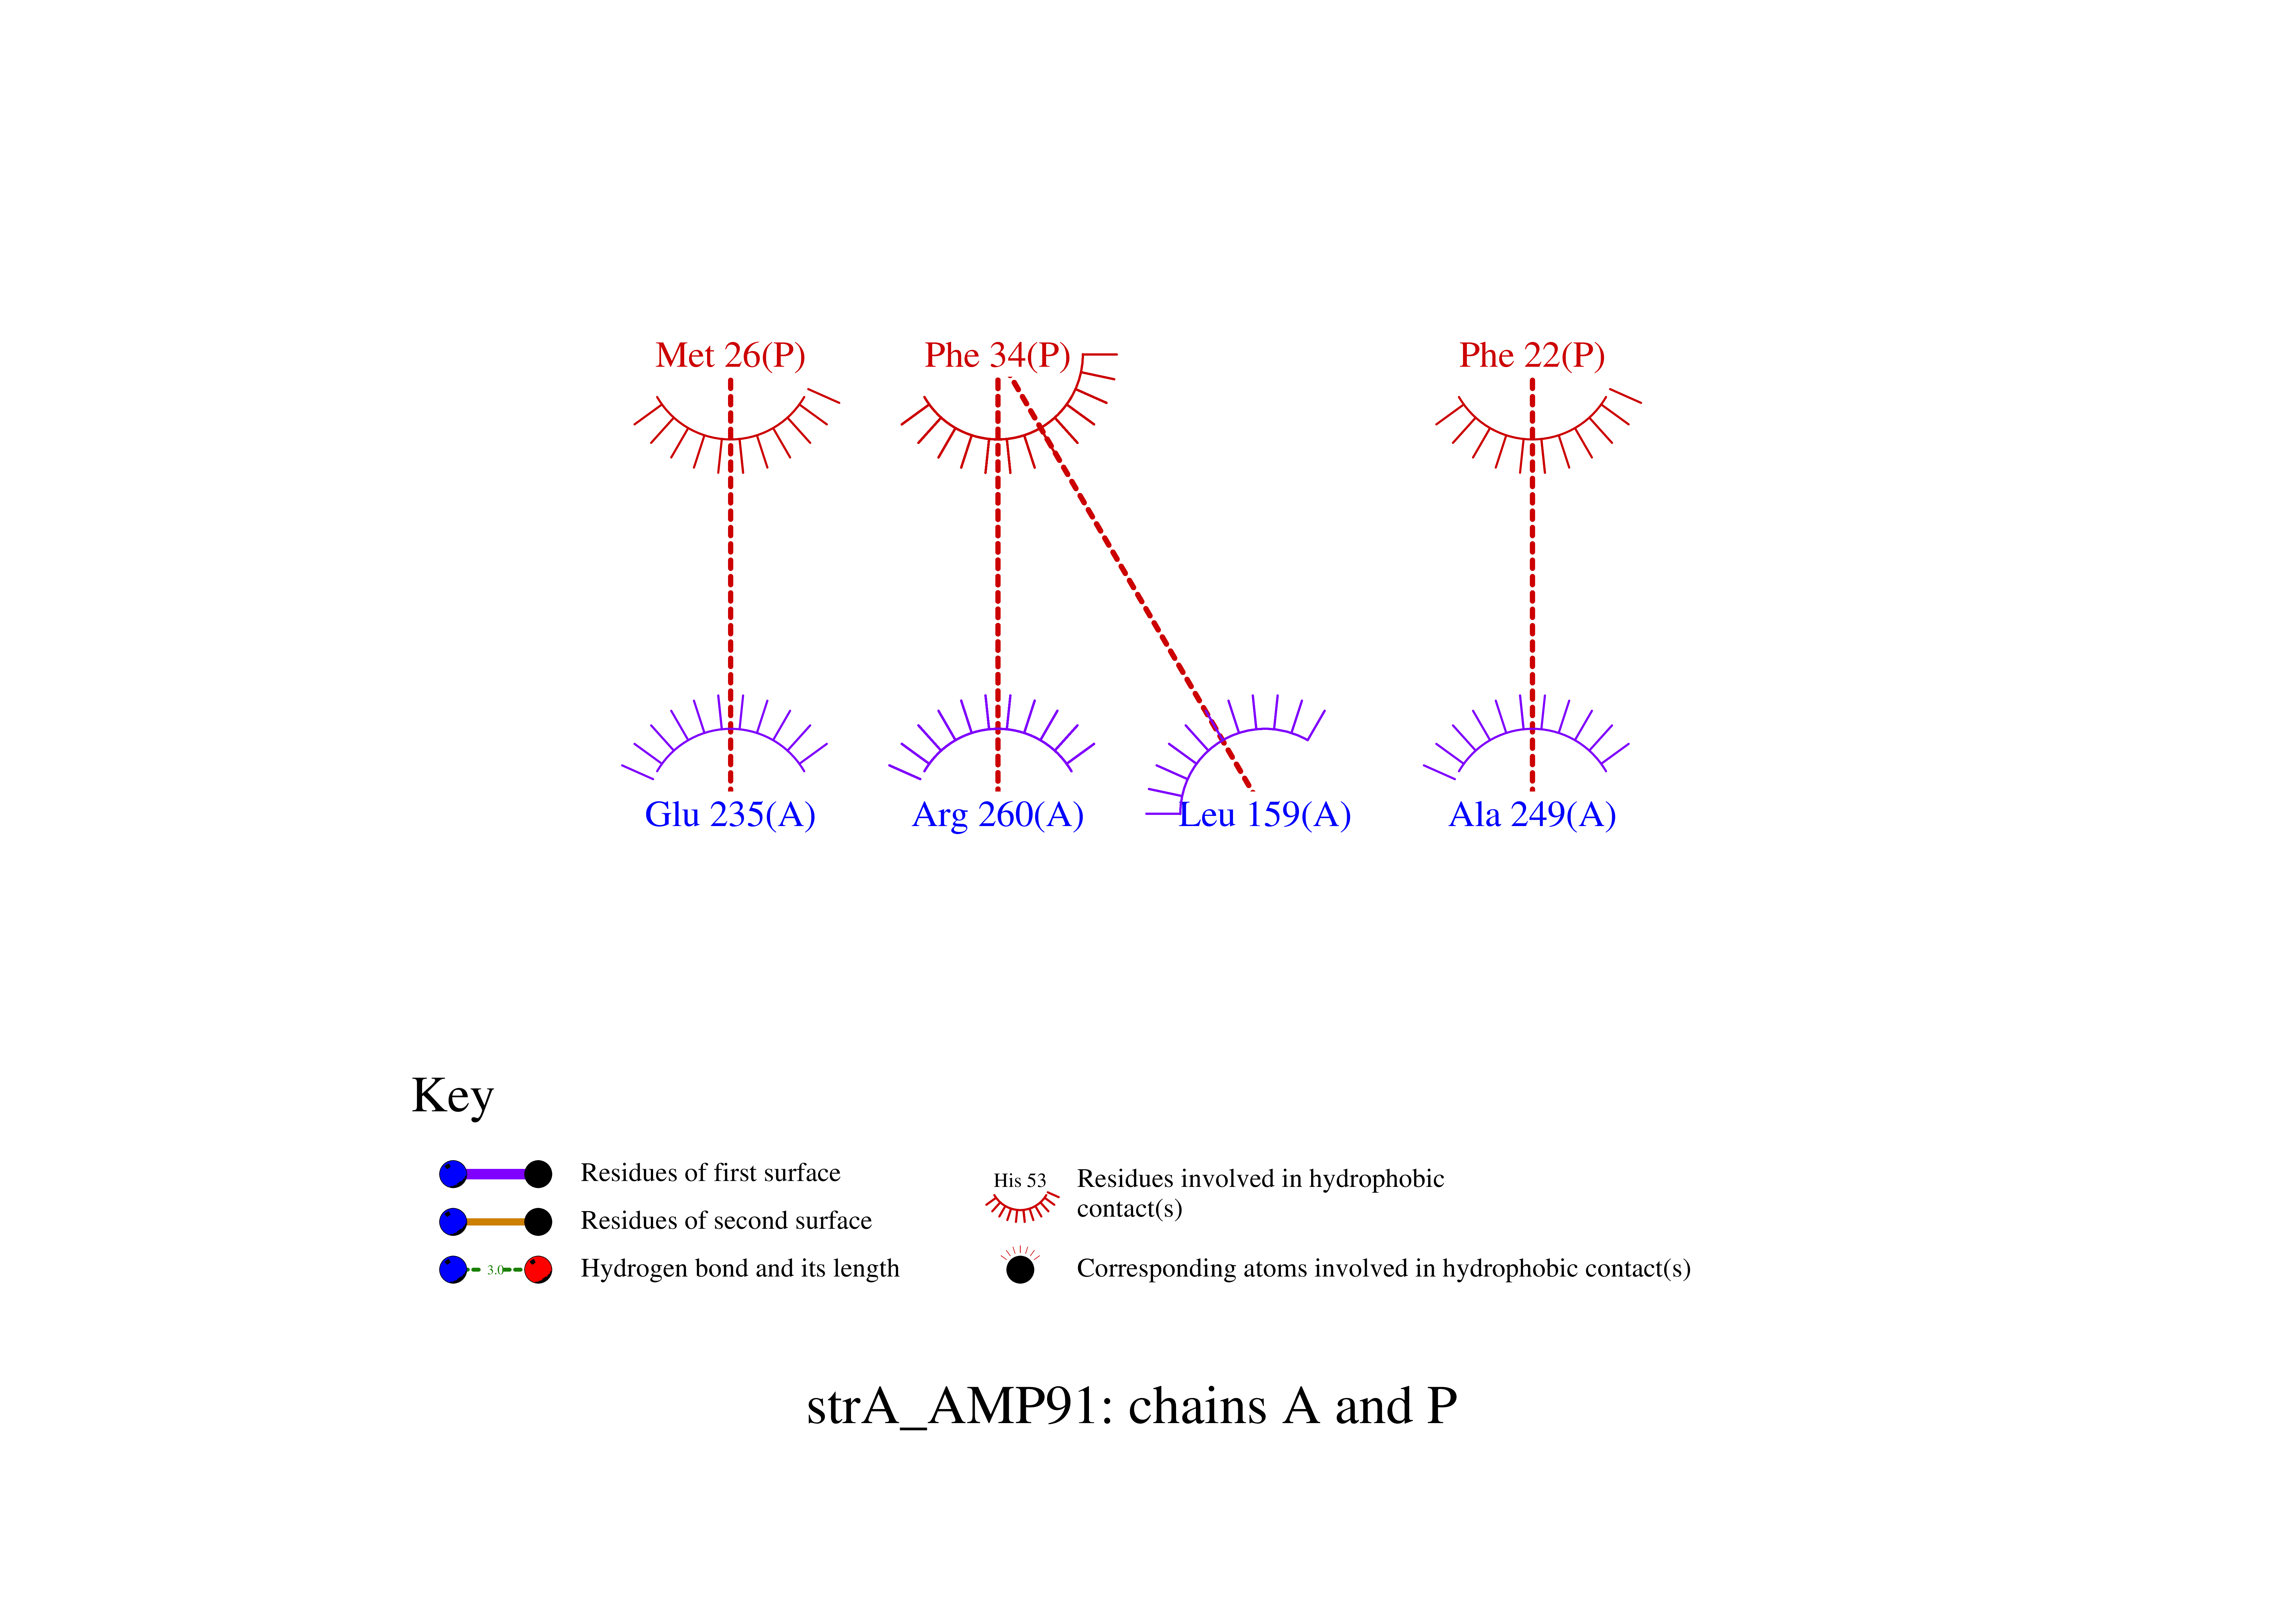 Met 26(P) Phe 34(P) Phe 22(P)
Glu 235(A) Arg 260(A) Leu 159(A) Ala 249(A)
Key
Residues of first surface
Residues of second surface
3.0 Hydrogen bond and its length
His 53 Residues involved in hydrophobic
contact(s)
Corresponding atoms involved in hydrophobic contact(s)
strA_AMP91: chains A and P